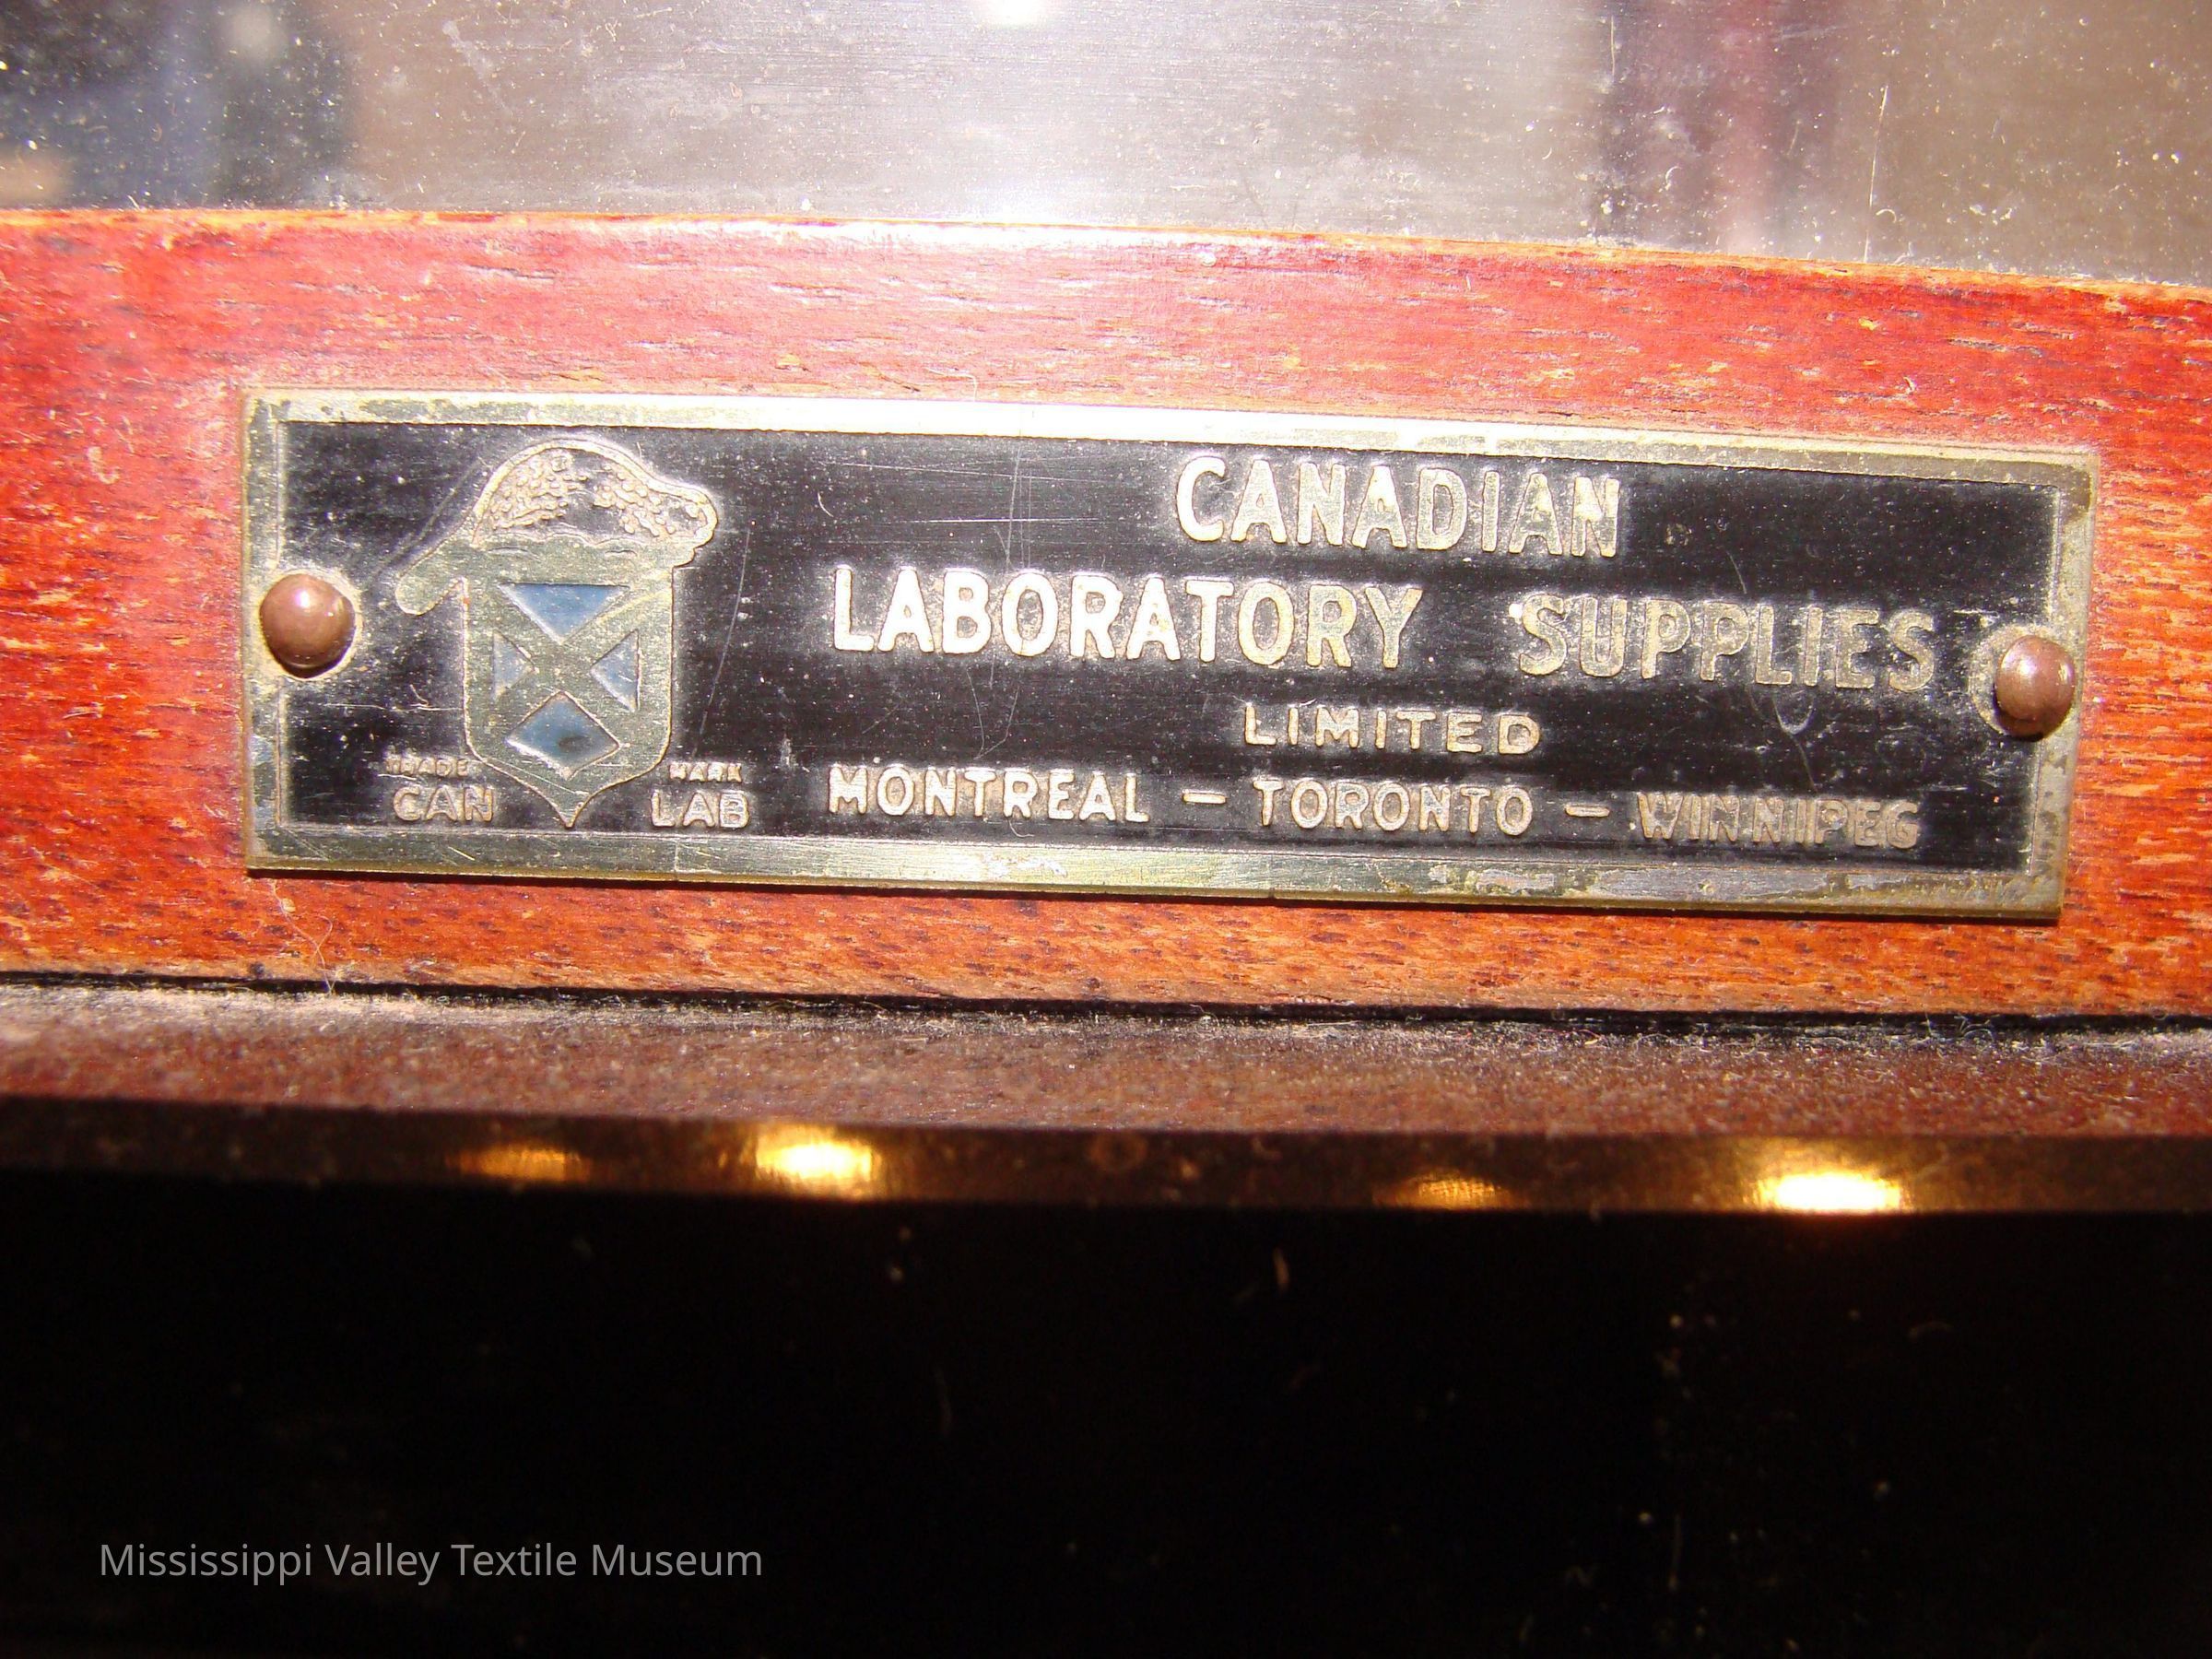 CANADIAN
LABORATORY SUPPLIES
LIMITED
MONTREAL — TORONTO — WINNIPEG
TRADE MARK
CAN LAB
Mississippi Valley Textile Museum